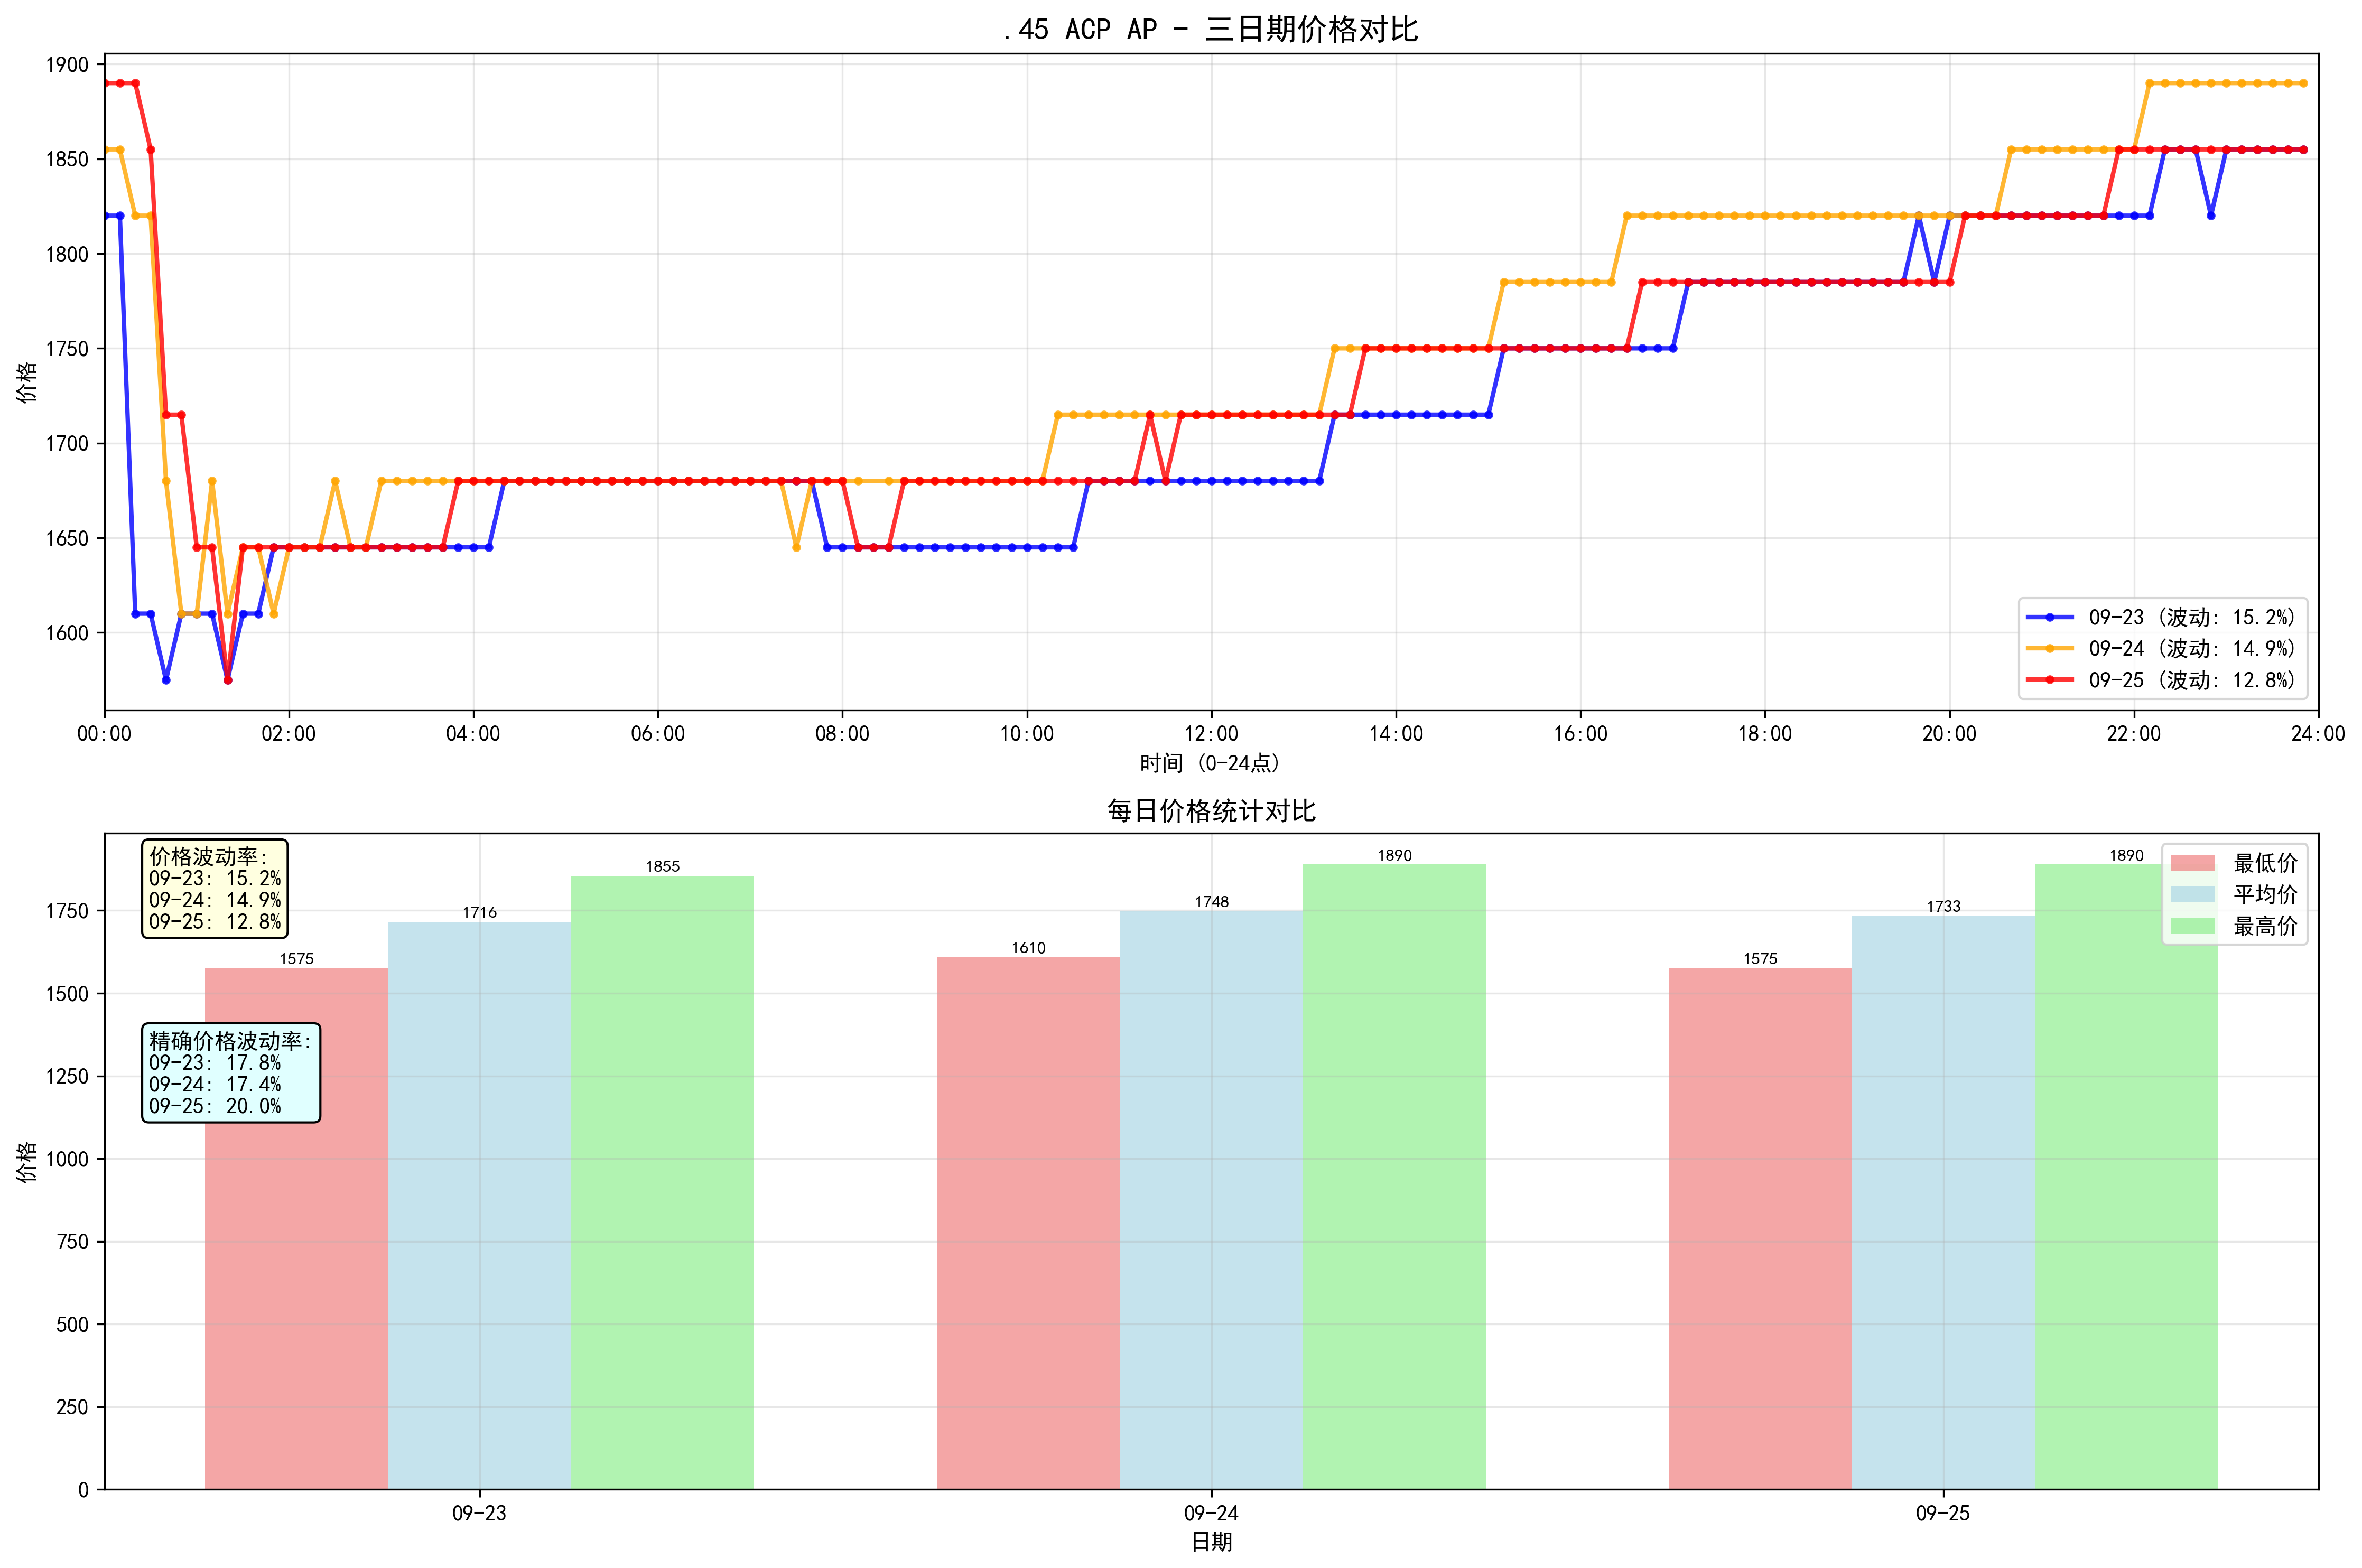 .45 ACP AP - 三日期价格对比
价格
1900
1850
1800
1750
1700
1650
1600
09-23 (波动: 15.2%)
09-24 (波动: 14.9%)
09-25 (波动: 12.8%)
00:00 02:00 04:00 06:00 08:00 10:00 12:00 14:00 16:00 18:00 20:00 22:00 24:00
时间 (0-24点)
每日价格统计对比
价格
1750
1500
1250
1000
750
500
250
0
价格波动率:
09-23: 15.2%
09-24: 14.9%
09-25: 12.8%
精确价格波动率:
09-23: 17.8%
09-24: 17.4%
09-25: 20.0%
1575 1716 1855
1610 1748 1890
1575 1733 1890
最低价
平均价
最高价
09-23 09-24 09-25
日期